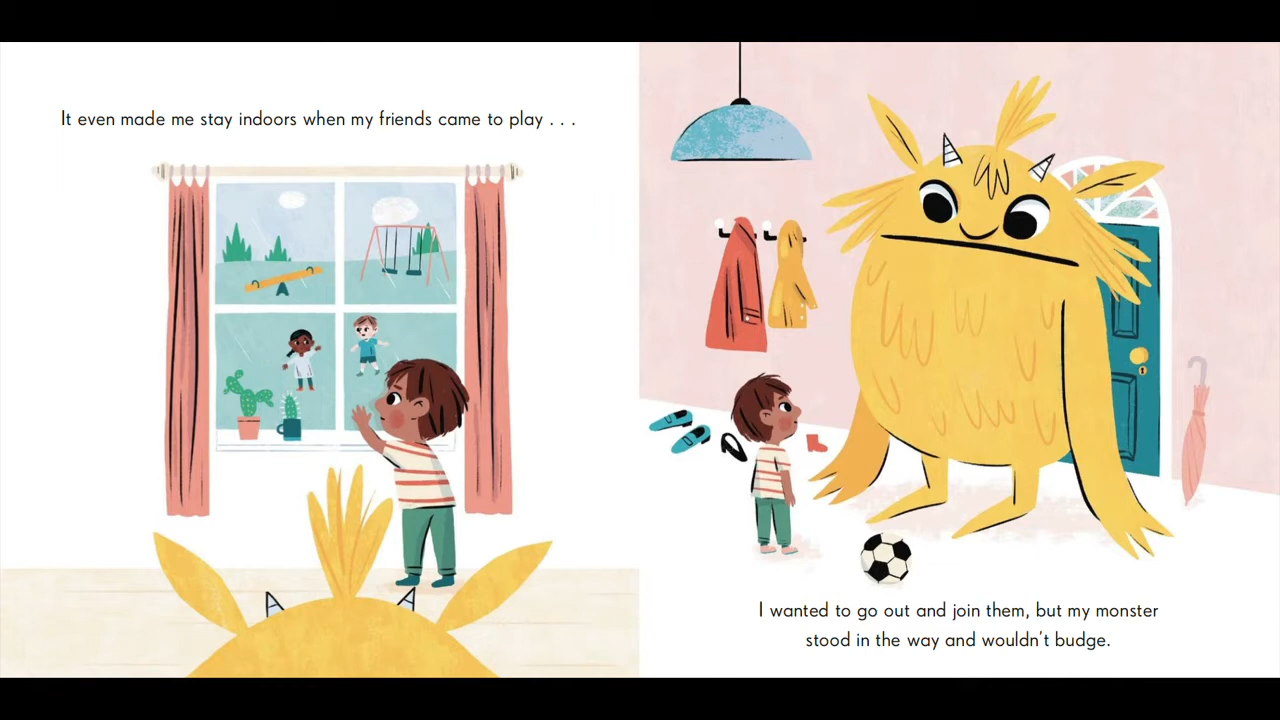 It even made me stay indoors when my friends came to play . . .
I wanted to go out and join them, but my monster
stood in the way and wouldn’t budge.